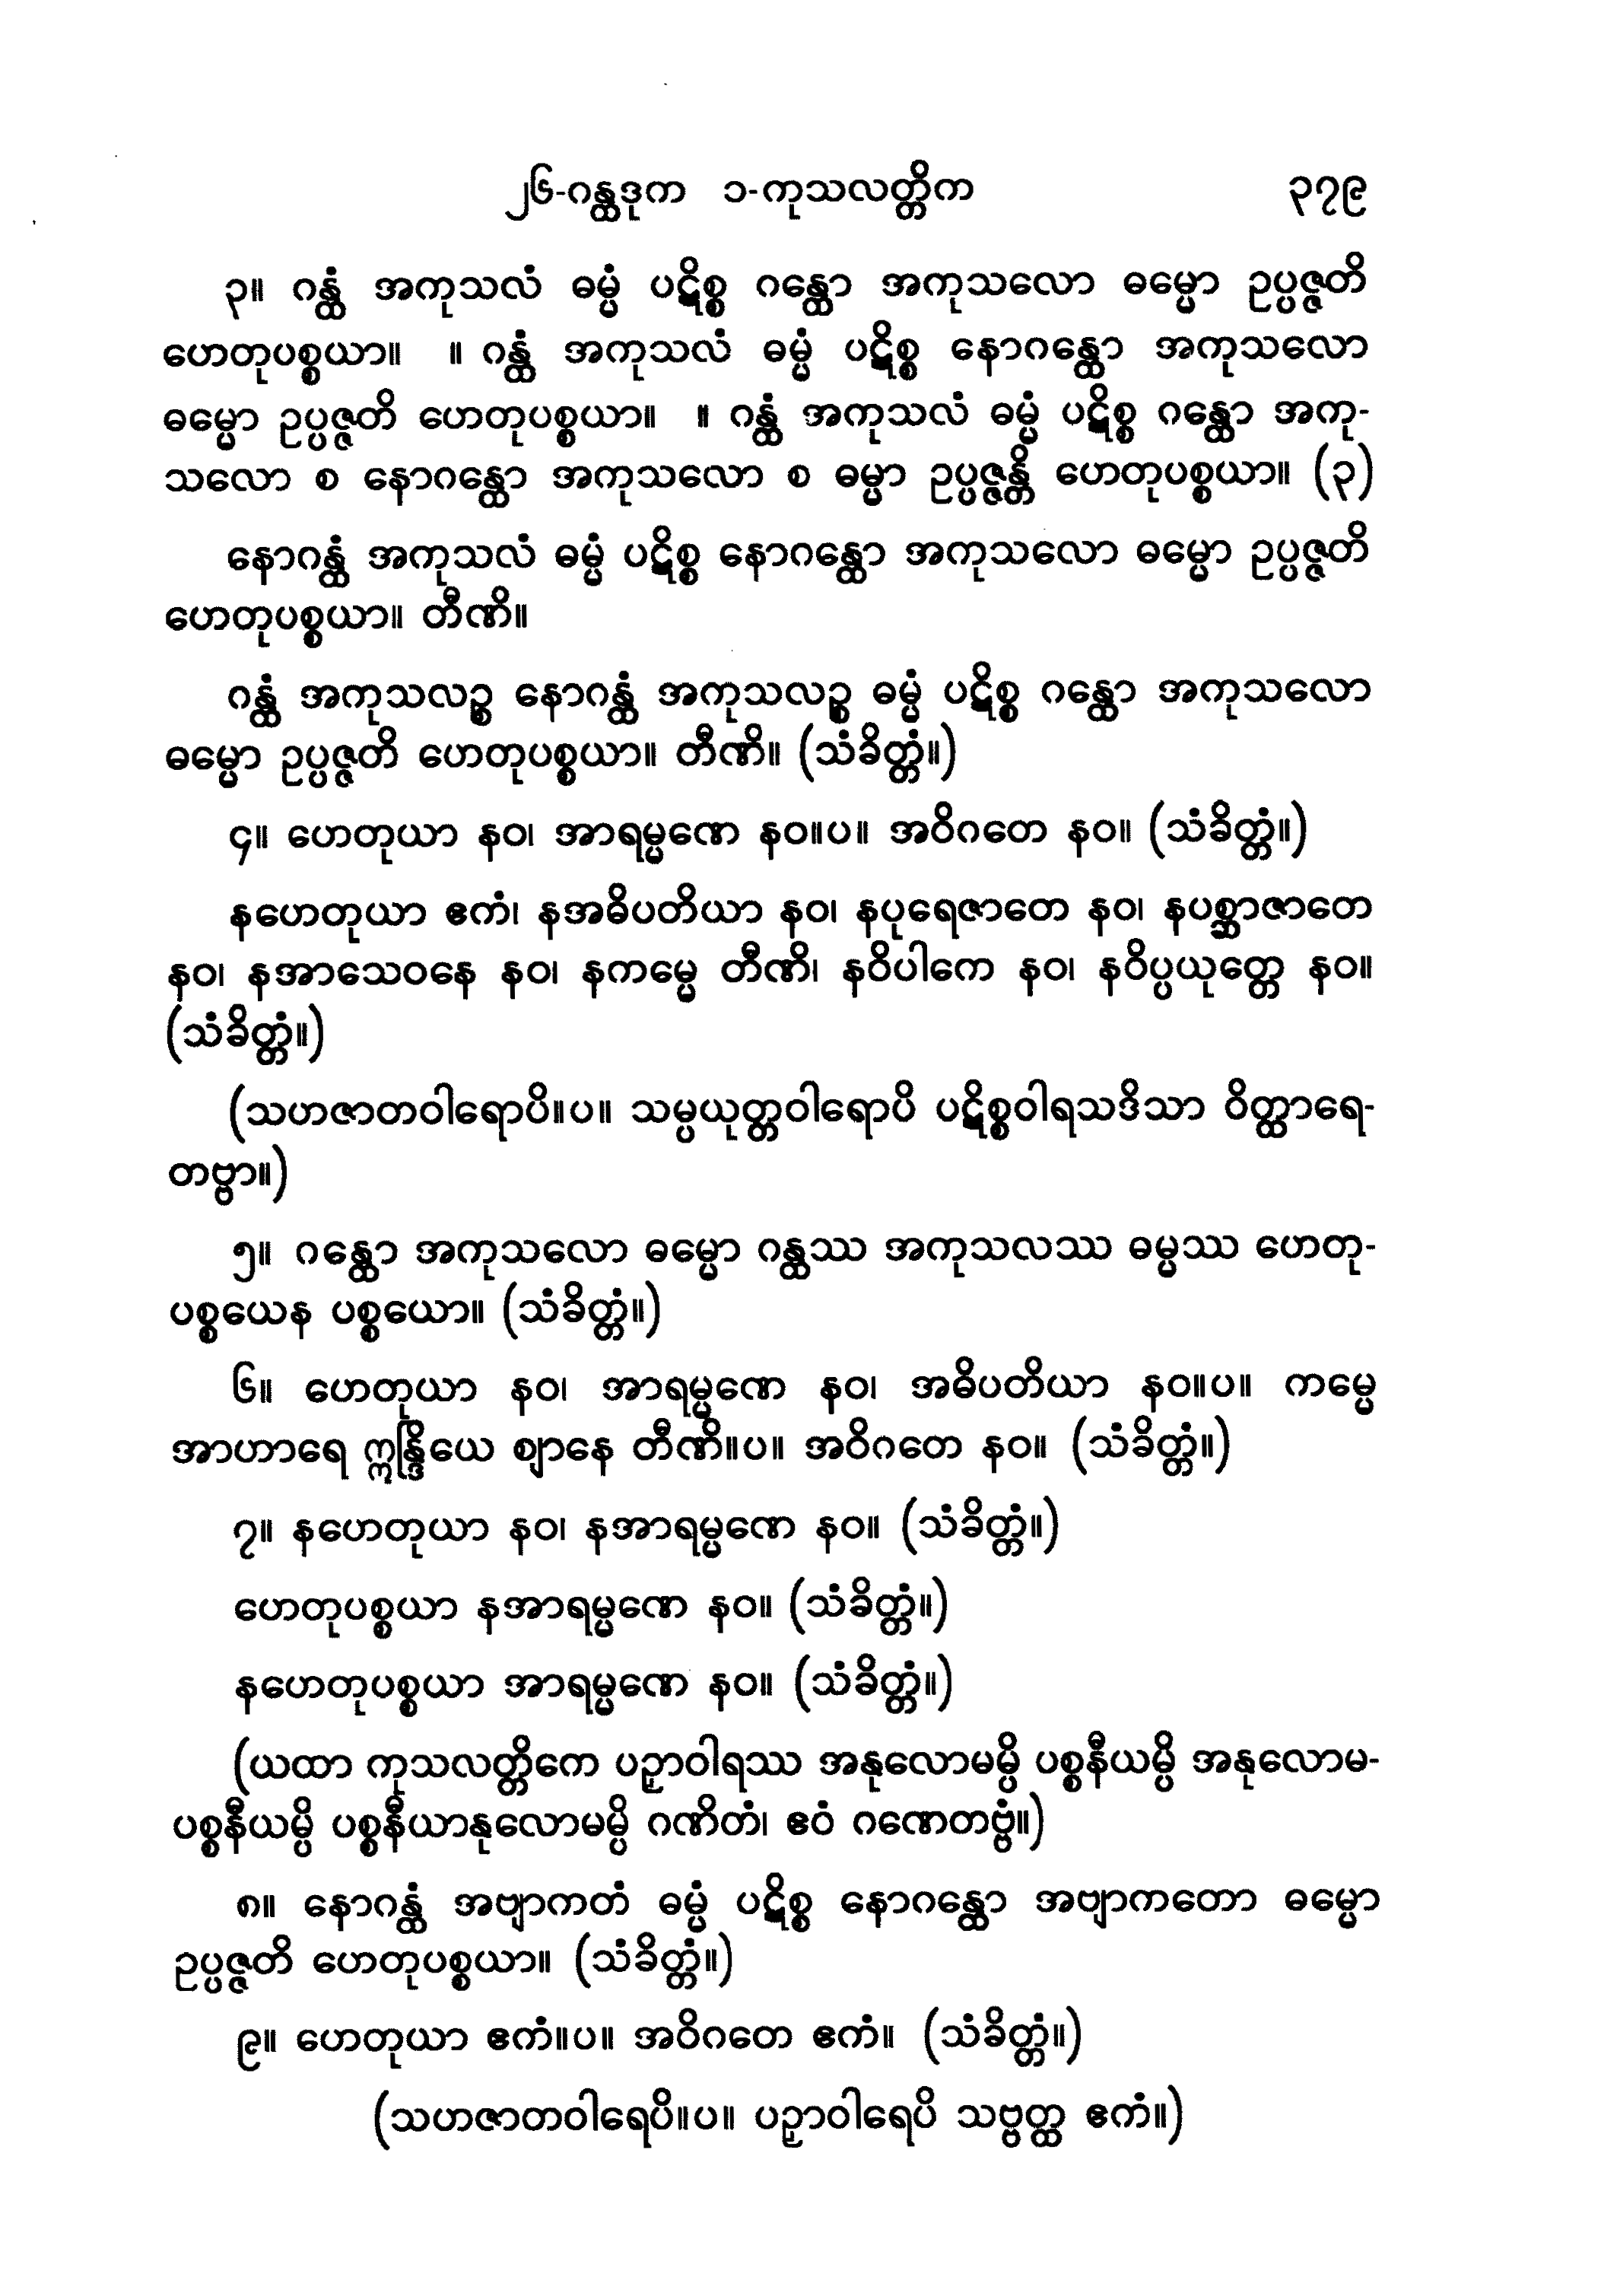 ၂၆-ဂန္ထဒုက ၁-ကုသလတ္တိက ၃၇၉
၃။ ဂန္ထံ အကုသလံ ဓမ္မံ ပဋိစ္စ ဂန္ထော အကုသလော ဓမ္မော ဥပ္ပဇ္ဇတိ
ဟေတုပစ္စယာ။ ။ ဂန္ထံ အကုသလံ ဓမ္မံ ပဋိစ္စ နောဂန္ထော အကုသလော
ဓမ္မော ဥပ္ပဇ္ဇတိ ဟေတုပစ္စယာ။ ။ ဂန္ထံ အကုသလံ ဓမ္မံ ပဋိစ္စ ဂန္ထော အကု-
သလော စ နောဂန္ထော အကုသလော စ ဓမ္မာ ဥပ္ပဇ္ဇန္တိ ဟေတုပစ္စယာ။ (၃)
နောဂန္ထံ အကုသလံ ဓမ္မံ ပဋိစ္စ နောဂန္ထော အကုသလော ဓမ္မော ဥပ္ပဇ္ဇတိ
ဟေတုပစ္စယာ။ တီဏိ။
ဂန္ထံ အကုသလဉ္စ နောဂန္ထံ အကုသလဉ္စ ဓမ္မံ ပဋိစ္စ ဂန္ထော အကုသလော
ဓမ္မော ဥပ္ပဇ္ဇတိ ဟေတုပစ္စယာ။ တီဏိ။ (သံခိတ္တံ။)
၄။ ဟေတုယာ နဝ၊ အာရမ္မဏေ နဝ။ပ။ အဝိဂတေ နဝ။ (သံခိတ္တံ။)
နဟေတုယာ ဧကံ၊ နအဓိပတိယာ နဝ၊ နပုရေဇာတေ နဝ၊ နပစ္ဆာဇာတေ
နဝ၊ နအာသေဝနေ နဝ၊ နကမ္မေ တီဏိ၊ နဝိပါကေ နဝ၊ နဝိပ္ပယုတ္တေ နဝ။
(သံခိတ္တံ။)
(သဟဇာတဝါရောပိ။ပ။ သမ္ပယုတ္တဝါရောပိ ပဋိစ္စဝါရသဒိသာ ဝိတ္ထာရေ-
တဗ္ဗာ။)
၅။ ဂန္ထော အကုသလော ဓမ္မော ဂန္ထဿ အကုသလဿ ဓမ္မဿ ဟေတု-
ပစ္စယေန ပစ္စယော။ (သံခိတ္တံ။)
၆။ ဟေတုယာ နဝ၊ အာရမ္မဏေ နဝ၊ အဓိပတိယာ နဝ။ပ။ ကမ္မေ
အာဟာရေ ဣန္ဒြိယေ ဈာနေ တီဏိ။ပ။ အဝိဂတေ နဝ။ (သံခိတ္တံ။)
၇။ နဟေတုယာ နဝ၊ နအာရမ္မဏေ နဝ။ (သံခိတ္တံ။)
ဟေတုပစ္စယာ နအာရမ္မဏေ နဝ။ (သံခိတ္တံ။)
နဟေတုပစ္စယာ အာရမ္မဏေ နဝ။ (သံခိတ္တံ။)
(ယထာ ကုသလတ္တိကေ ပဉှာဝါရဿ အနုလောမမ္ပိ ပစ္စနီယမ္ပိ အနုလောမ-
ပစ္စနီယမ္ပိ ပစ္စနီယာနုလောမမ္ပိ ဂဏိတံ၊ ဧဝံ ဂဏေတဗ္ဗံ။)
၈။ နောဂန္ထံ အဗျာကတံ ဓမ္မံ ပဋိစ္စ နောဂန္ထော အဗျာကတော ဓမ္မော
ဥပ္ပဇ္ဇတိ ဟေတုပစ္စယာ။ (သံခိတ္တံ။)
၉။ ဟေတုယာ ဧကံ။ပ။ အဝိဂတေ ဧကံ။ (သံခိတ္တံ။)
(သဟဇာတဝါရေပိ။ပ။ ပဉှာဝါရေပိ သဗ္ဗတ္ထ ဧကံ။)